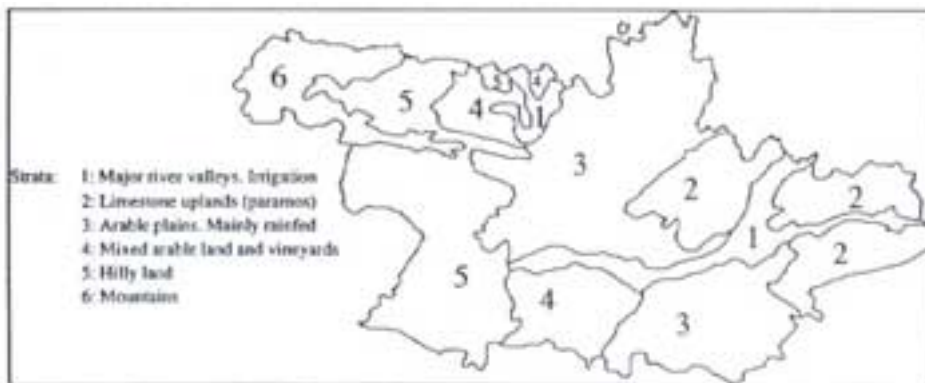 6
5
4
5
4
1
3
2
2
1
2
5
4
3
Strata: 1: Major river valleys. Irrigation
2: Limestone uplands (paramos)
3: Arable plains. Mainly rainfed
4: Mixed arable land and vineyards
5: Hilly land
6: Mountains